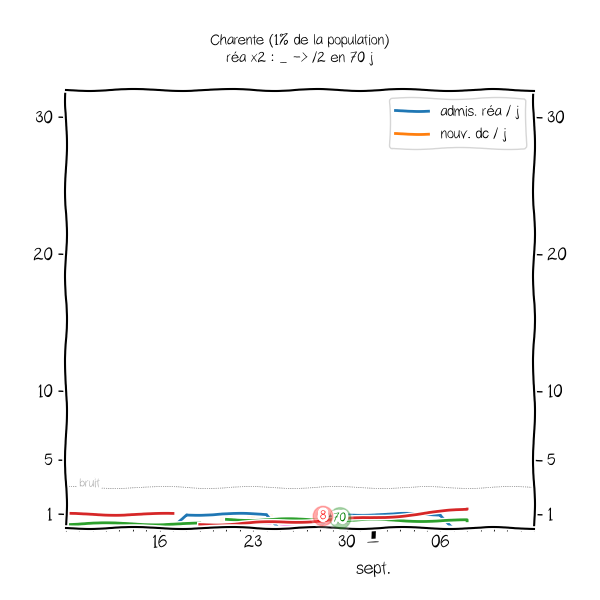 Charente (1% de la population)
réa x2 : _ -> /2 en 70 j
admis. réa / j
nouv. dc / j
30
30
20
20
10
10
5
5
bruit
1
8
70
1
16
23
30
1
06
sept.